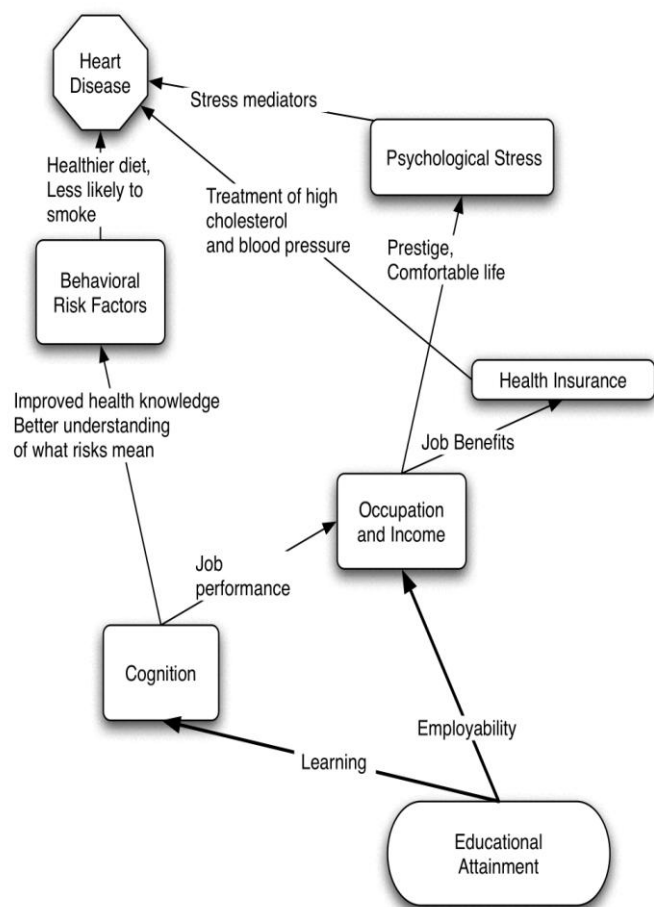 Heart
Disease
Stress mediators
Psychological Stress
Healthier diet,
Less likely to
smoke
Treatment of high
cholesterol
and blood pressure
Prestige,
Comfortable life
Behavioral
Risk Factors
Health Insurance
Improved health knowledge
Better understanding
of what risks mean
Job Benefits
Occupation
and Income
Job
performance
Cognition
Employability
Learning
Educational
Attainment